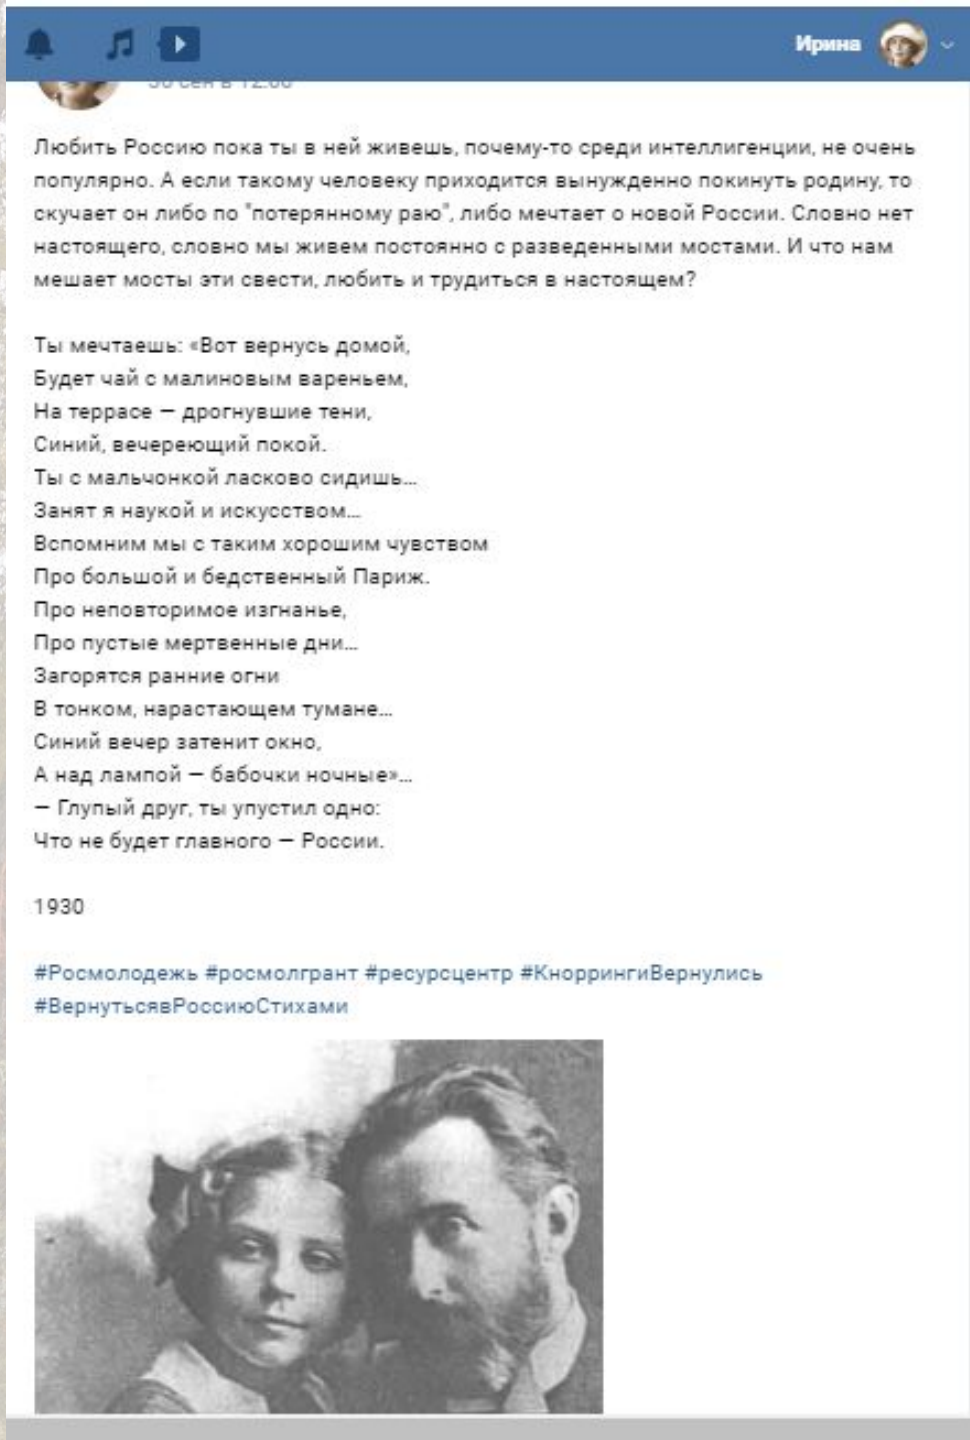 Ирина
30 сен в 12:00
Любить Россию пока ты в ней живешь, почему-то среди интеллигенции, не очень
популярно. А если такому человеку приходится вынужденно покинуть родину, то
скучает он либо по "потерянному раю", либо мечтает о новой России. Словно нет
настоящего, словно мы живем постоянно с разведенными мостами. И что нам
мешает мосты эти свести, любить и трудиться в настоящем?
Ты мечтаешь: «Вот вернусь домой,
Будет чай с малиновым вареньем,
На террасе — дрогнувшие тени,
Синий, вечереющий покой.
Ты с мальчонкой ласково сидишь...
Занят я наукой и искусством...
Вспомним мы с таким хорошим чувством
Про большой и бедственный Париж.
Про неповторимое изгнанье,
Про пустые мертвенные дни...
Загорятся ранние огни
В тонком, нарастающем тумане...
Синий вечер затенит окно,
А над лампой — бабочки ночные»...
— Глупый друг, ты упустил одно:
Что не будет главного — России.
1930
#Росмолодежь #росмолгрант #ресурсцентр #КноррингиВернулись
#ВернутьсявРоссиюСтихами